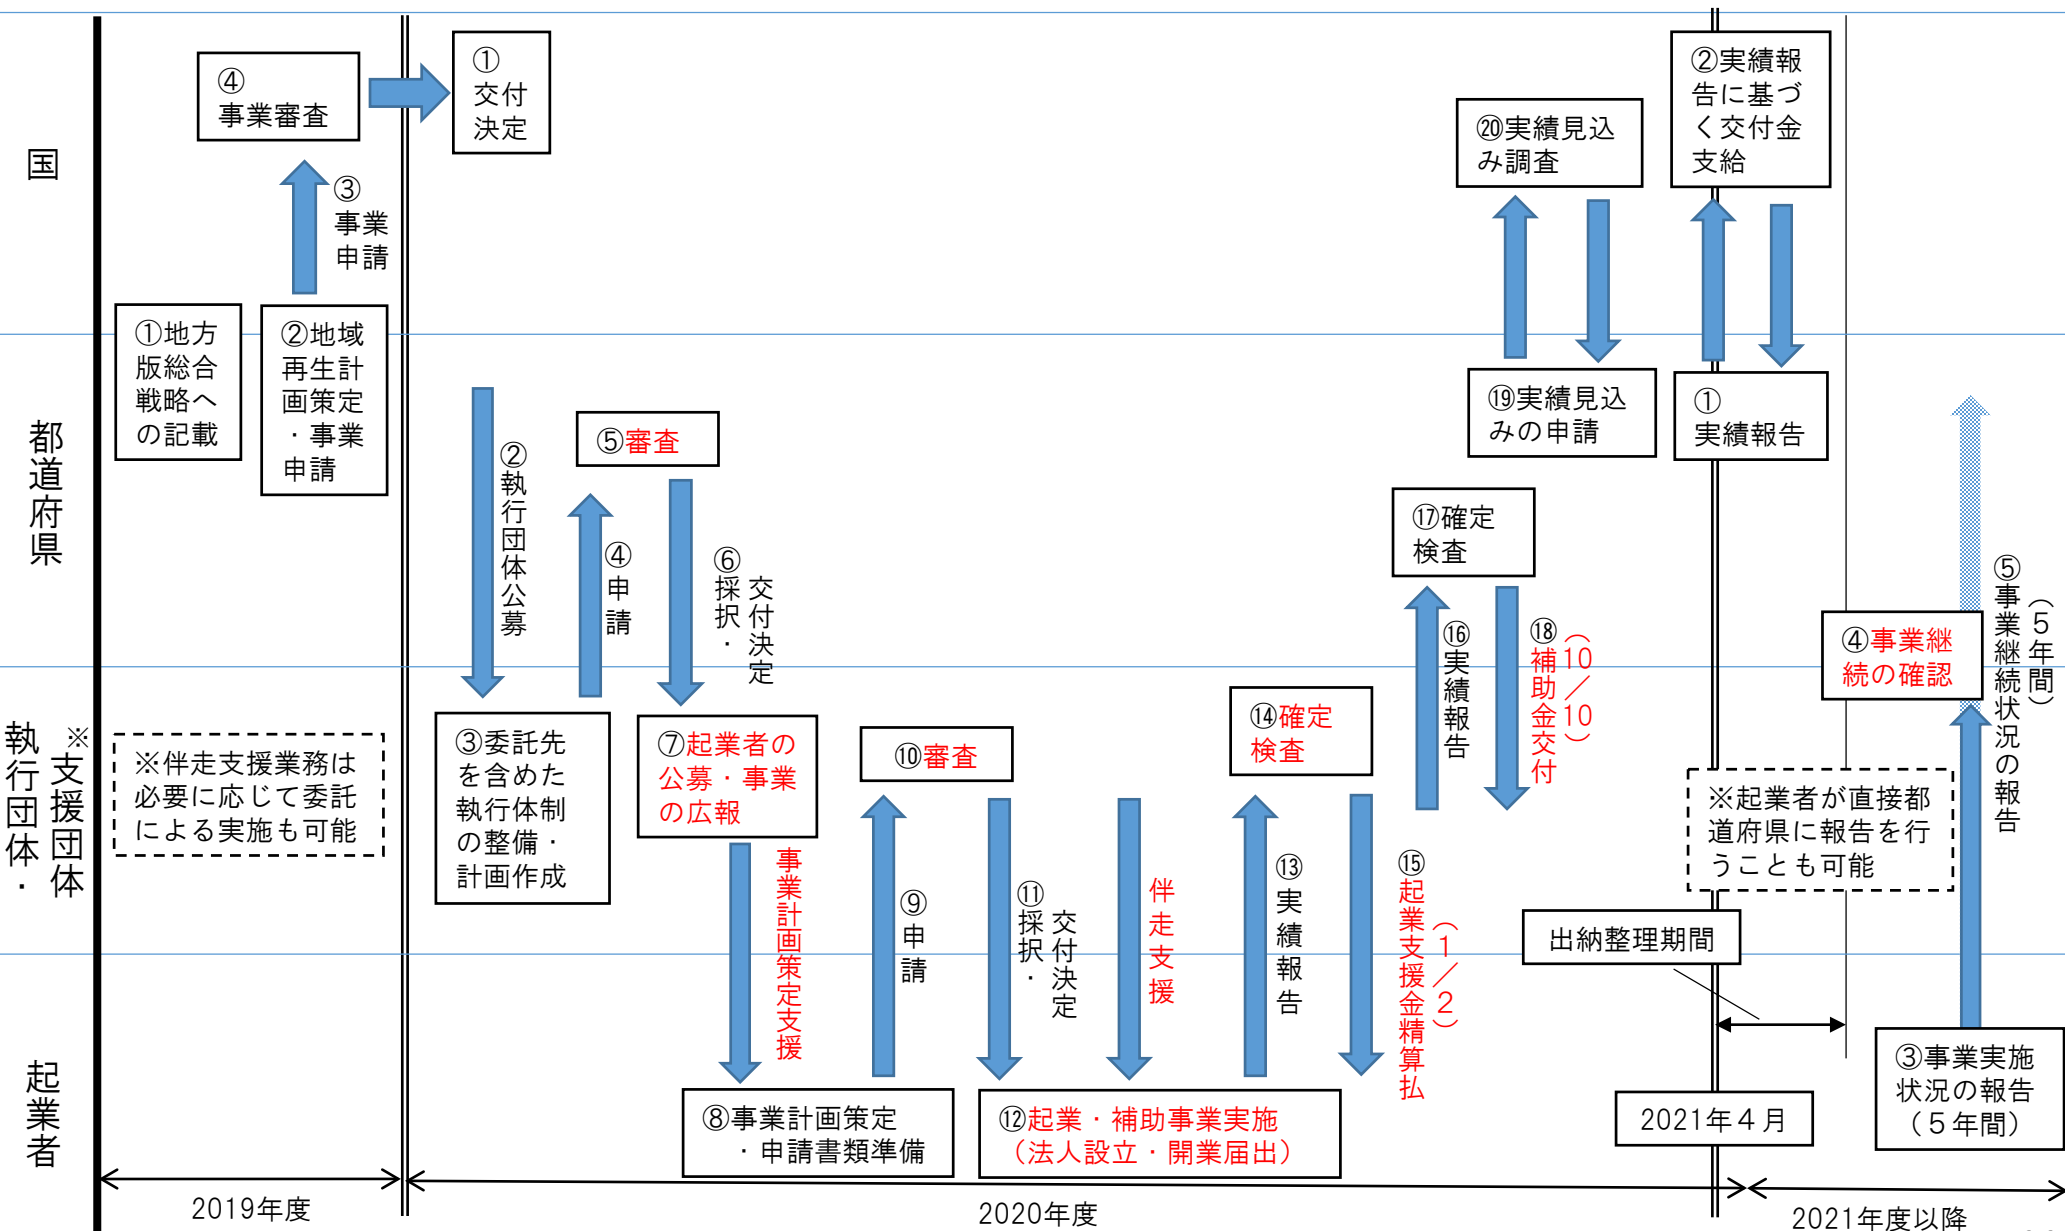 国
都道府県
執行団体・
※支援団体
起業者
④
事業審査
①
交付
決定
③
事業
申請
①地方
版総合
戦略へ
の記載
②地域
再生計
画策定
・事業
申請
※伴走支援業務は
必要に応じて委託
による実施も可能
②執行団体公募
③委託先
を含めた
執行体制
の整備・
計画作成
④申請
⑤審査
⑥採択・
交付決定
⑦起業者の
公募・事業
の広報
事業計画策定支援
⑧事業計画策定
・申請書類準備
⑨申請
⑩審査
⑪採択・
交付決定
伴走支援
⑫起業・補助事業実施
（法人設立・開業届出）
⑬実績報告
⑭確定
検査
⑮起業支援金精算払
（1／2）
⑯実績報告
⑰確定
検査
⑱補助金交付
（10／10）
⑲実績見込
みの申請
⑳実績見込
み調査
①
実績報告
②実績報
告に基づ
く交付金
支給
出納整理期間
2021年４月
③事業実施
状況の報告
（５年間）
④事業継
続の確認
⑤事業継続状況の報告
（５年間）
※起業者が直接都
道府県に報告を行
うことも可能
2019年度
2020年度
2021年度以降